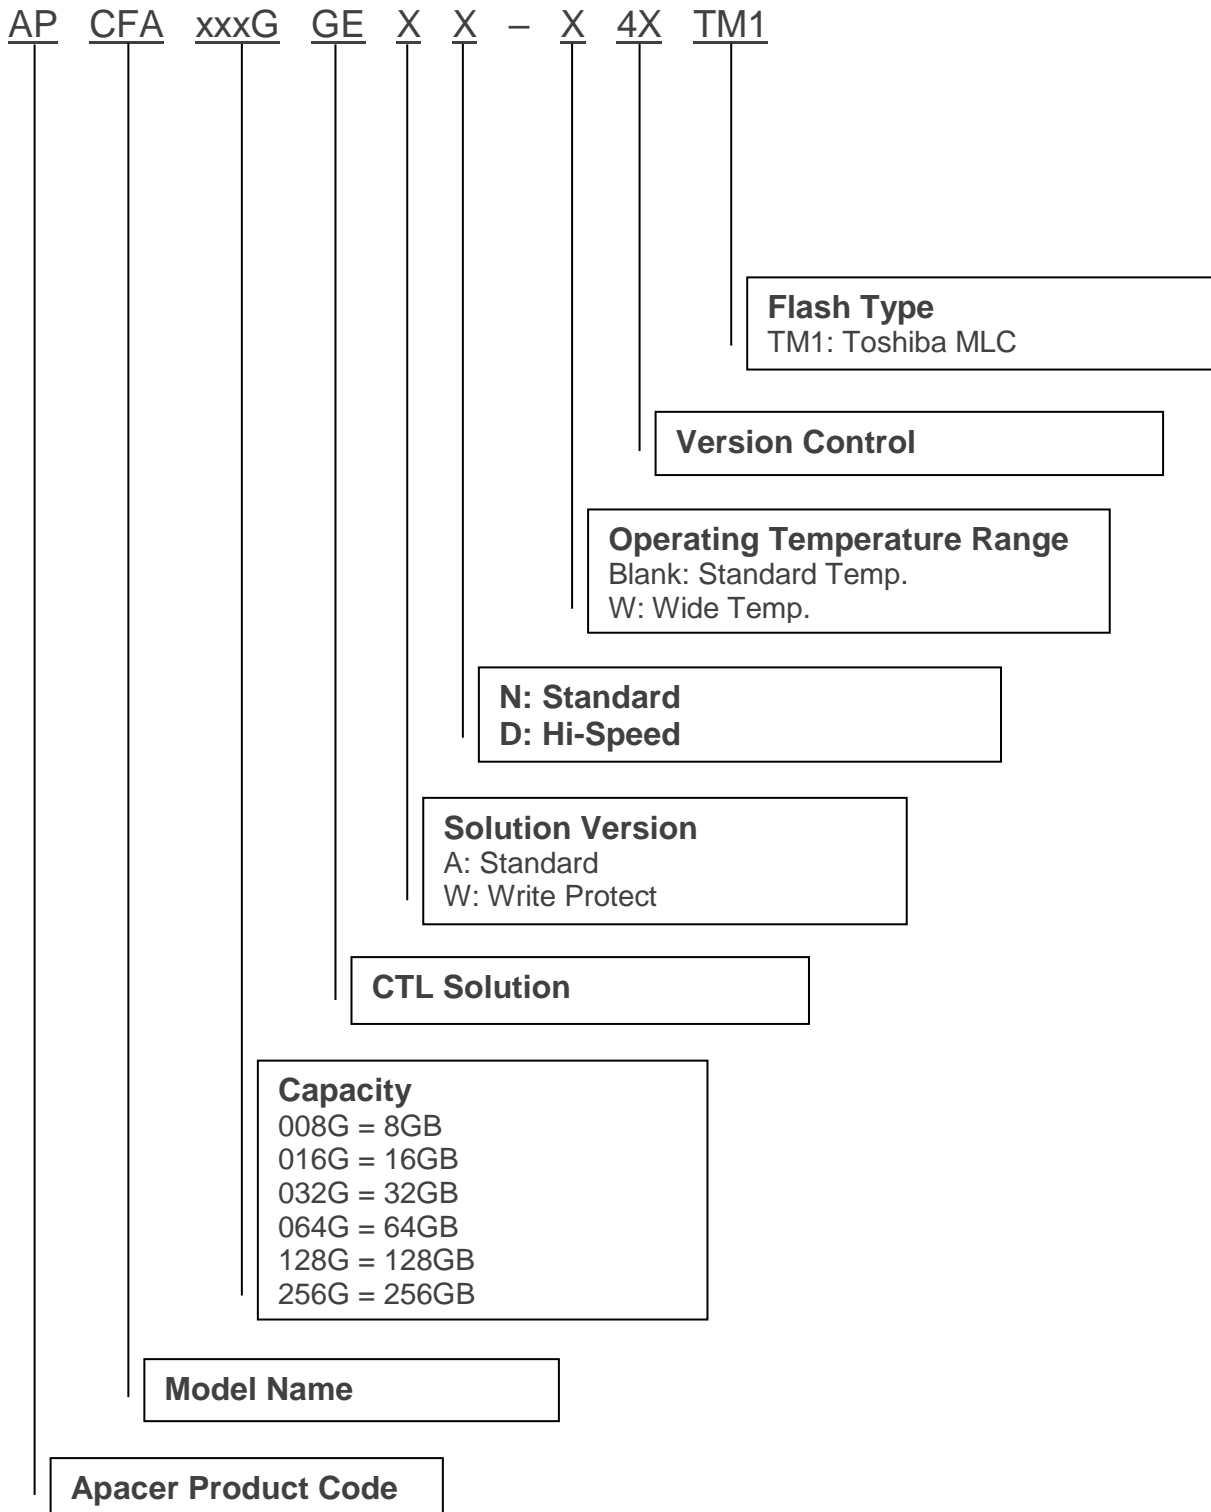 AP CFA xxxG GE X X – X 4X TM1
Flash Type
TM1: Toshiba MLC
Version Control
Operating Temperature Range
Blank: Standard Temp.
W: Wide Temp.
N: Standard
D: Hi-Speed
Solution Version
A: Standard
W: Write Protect
CTL Solution
Capacity
008G = 8GB
016G = 16GB
032G = 32GB
064G = 64GB
128G = 128GB
256G = 256GB
Model Name
Apacer Product Code